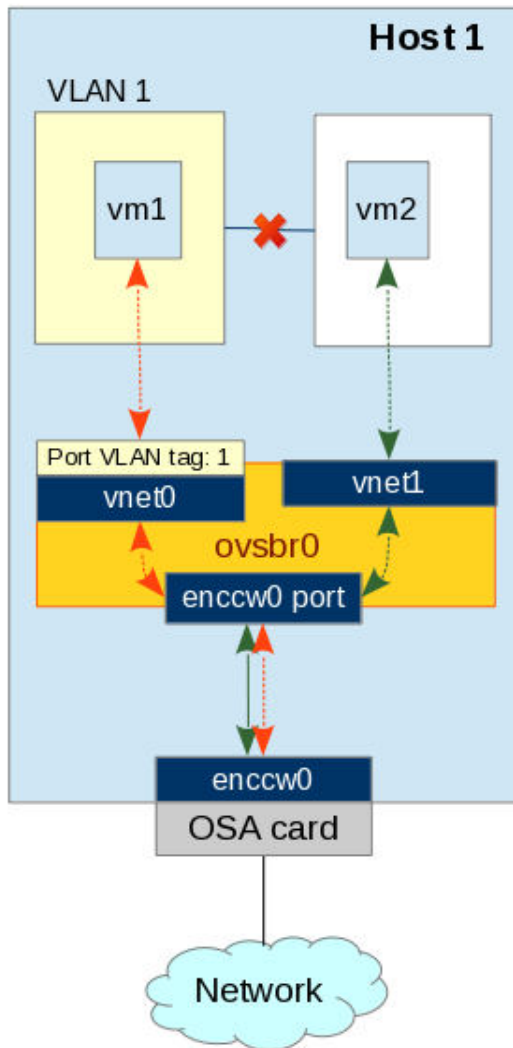 Host 1
VLAN 1
vm1
vm2
Port VLAN tag: 1
vnet0
vnet1
ovsbr0
enccw0 port
enccw0
OSA card
Network